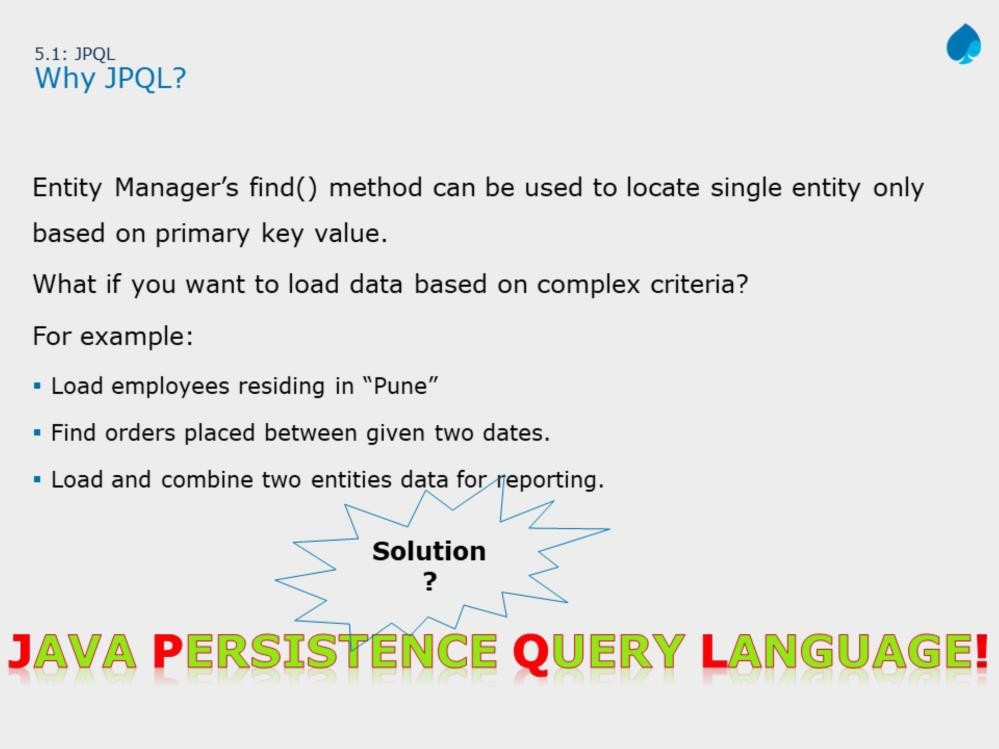 5.1: JPQL
Why JPQL?
Entity Manager’s find() method can be used to locate single entity only
based on primary key value.
What if you want to load data based on complex criteria?
For example:
▪ Load employees residing in “Pune”
▪ Find orders placed between given two dates.
▪ Load and combine two entities data for reporting.
Solution
?
JAVA PERSISTENCE QUERY LANGUAGE!